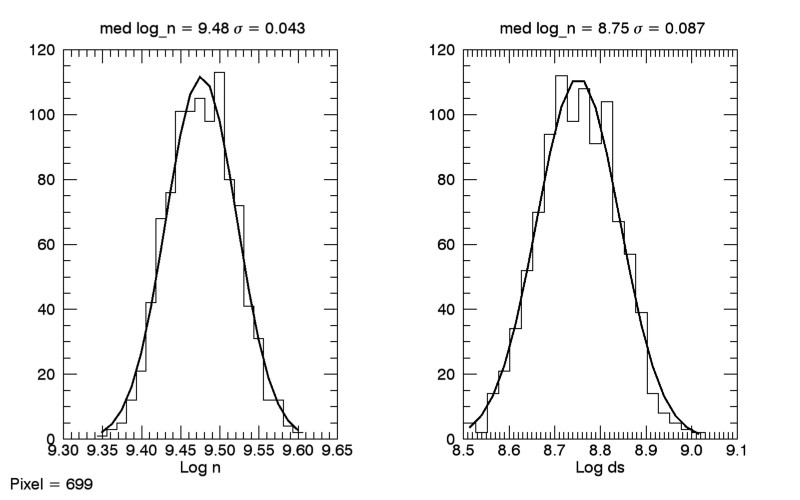 med log_n = 9.48 σ = 0.043
med log_n = 8.75 σ = 0.087
120
100
80
60
40
20
0
9.30 9.35 9.40 9.45 9.50 9.55 9.60 9.65
Log n
120
100
80
60
40
20
0
8.5 8.6 8.7 8.8 8.9 9.0 9.1
Log ds
Pixel = 699